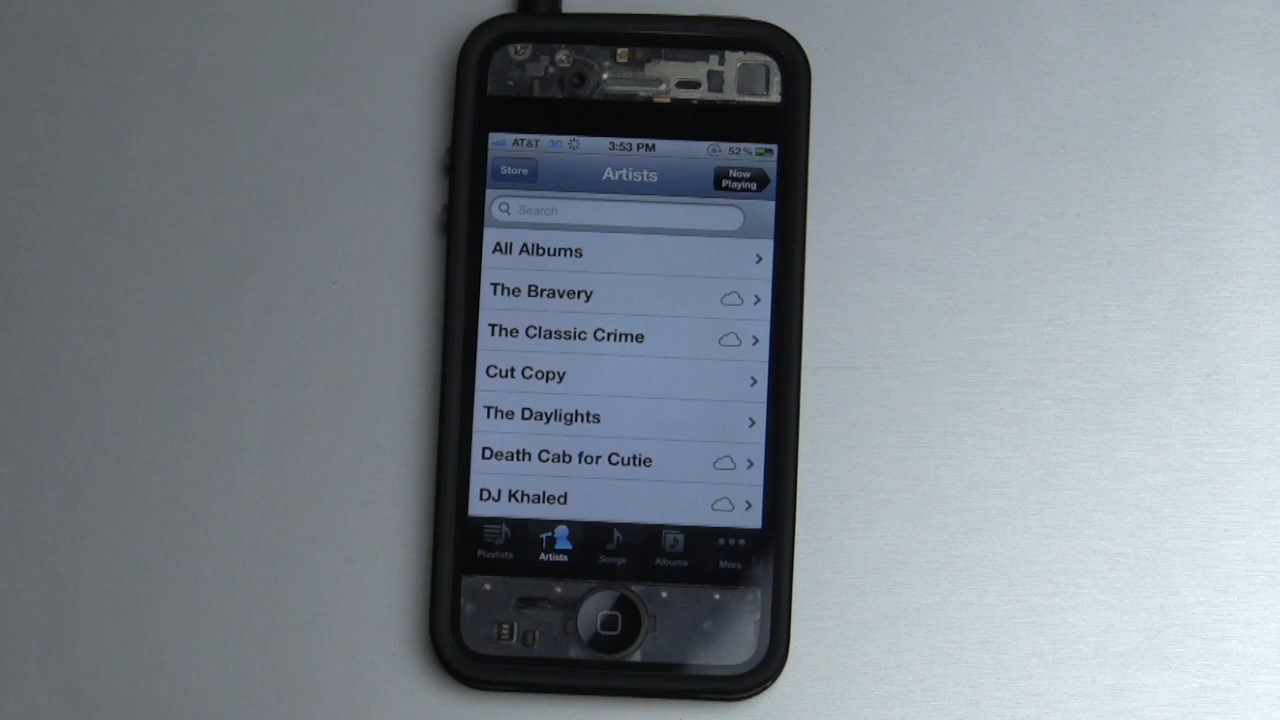 AT&T 3G 3:53 PM 52%
Store Artists Now Playing
Search
All Albums
The Bravery
The Classic Crime
Cut Copy
The Daylights
Death Cab for Cutie
DJ Khaled
Playlists Artists Songs Albums More